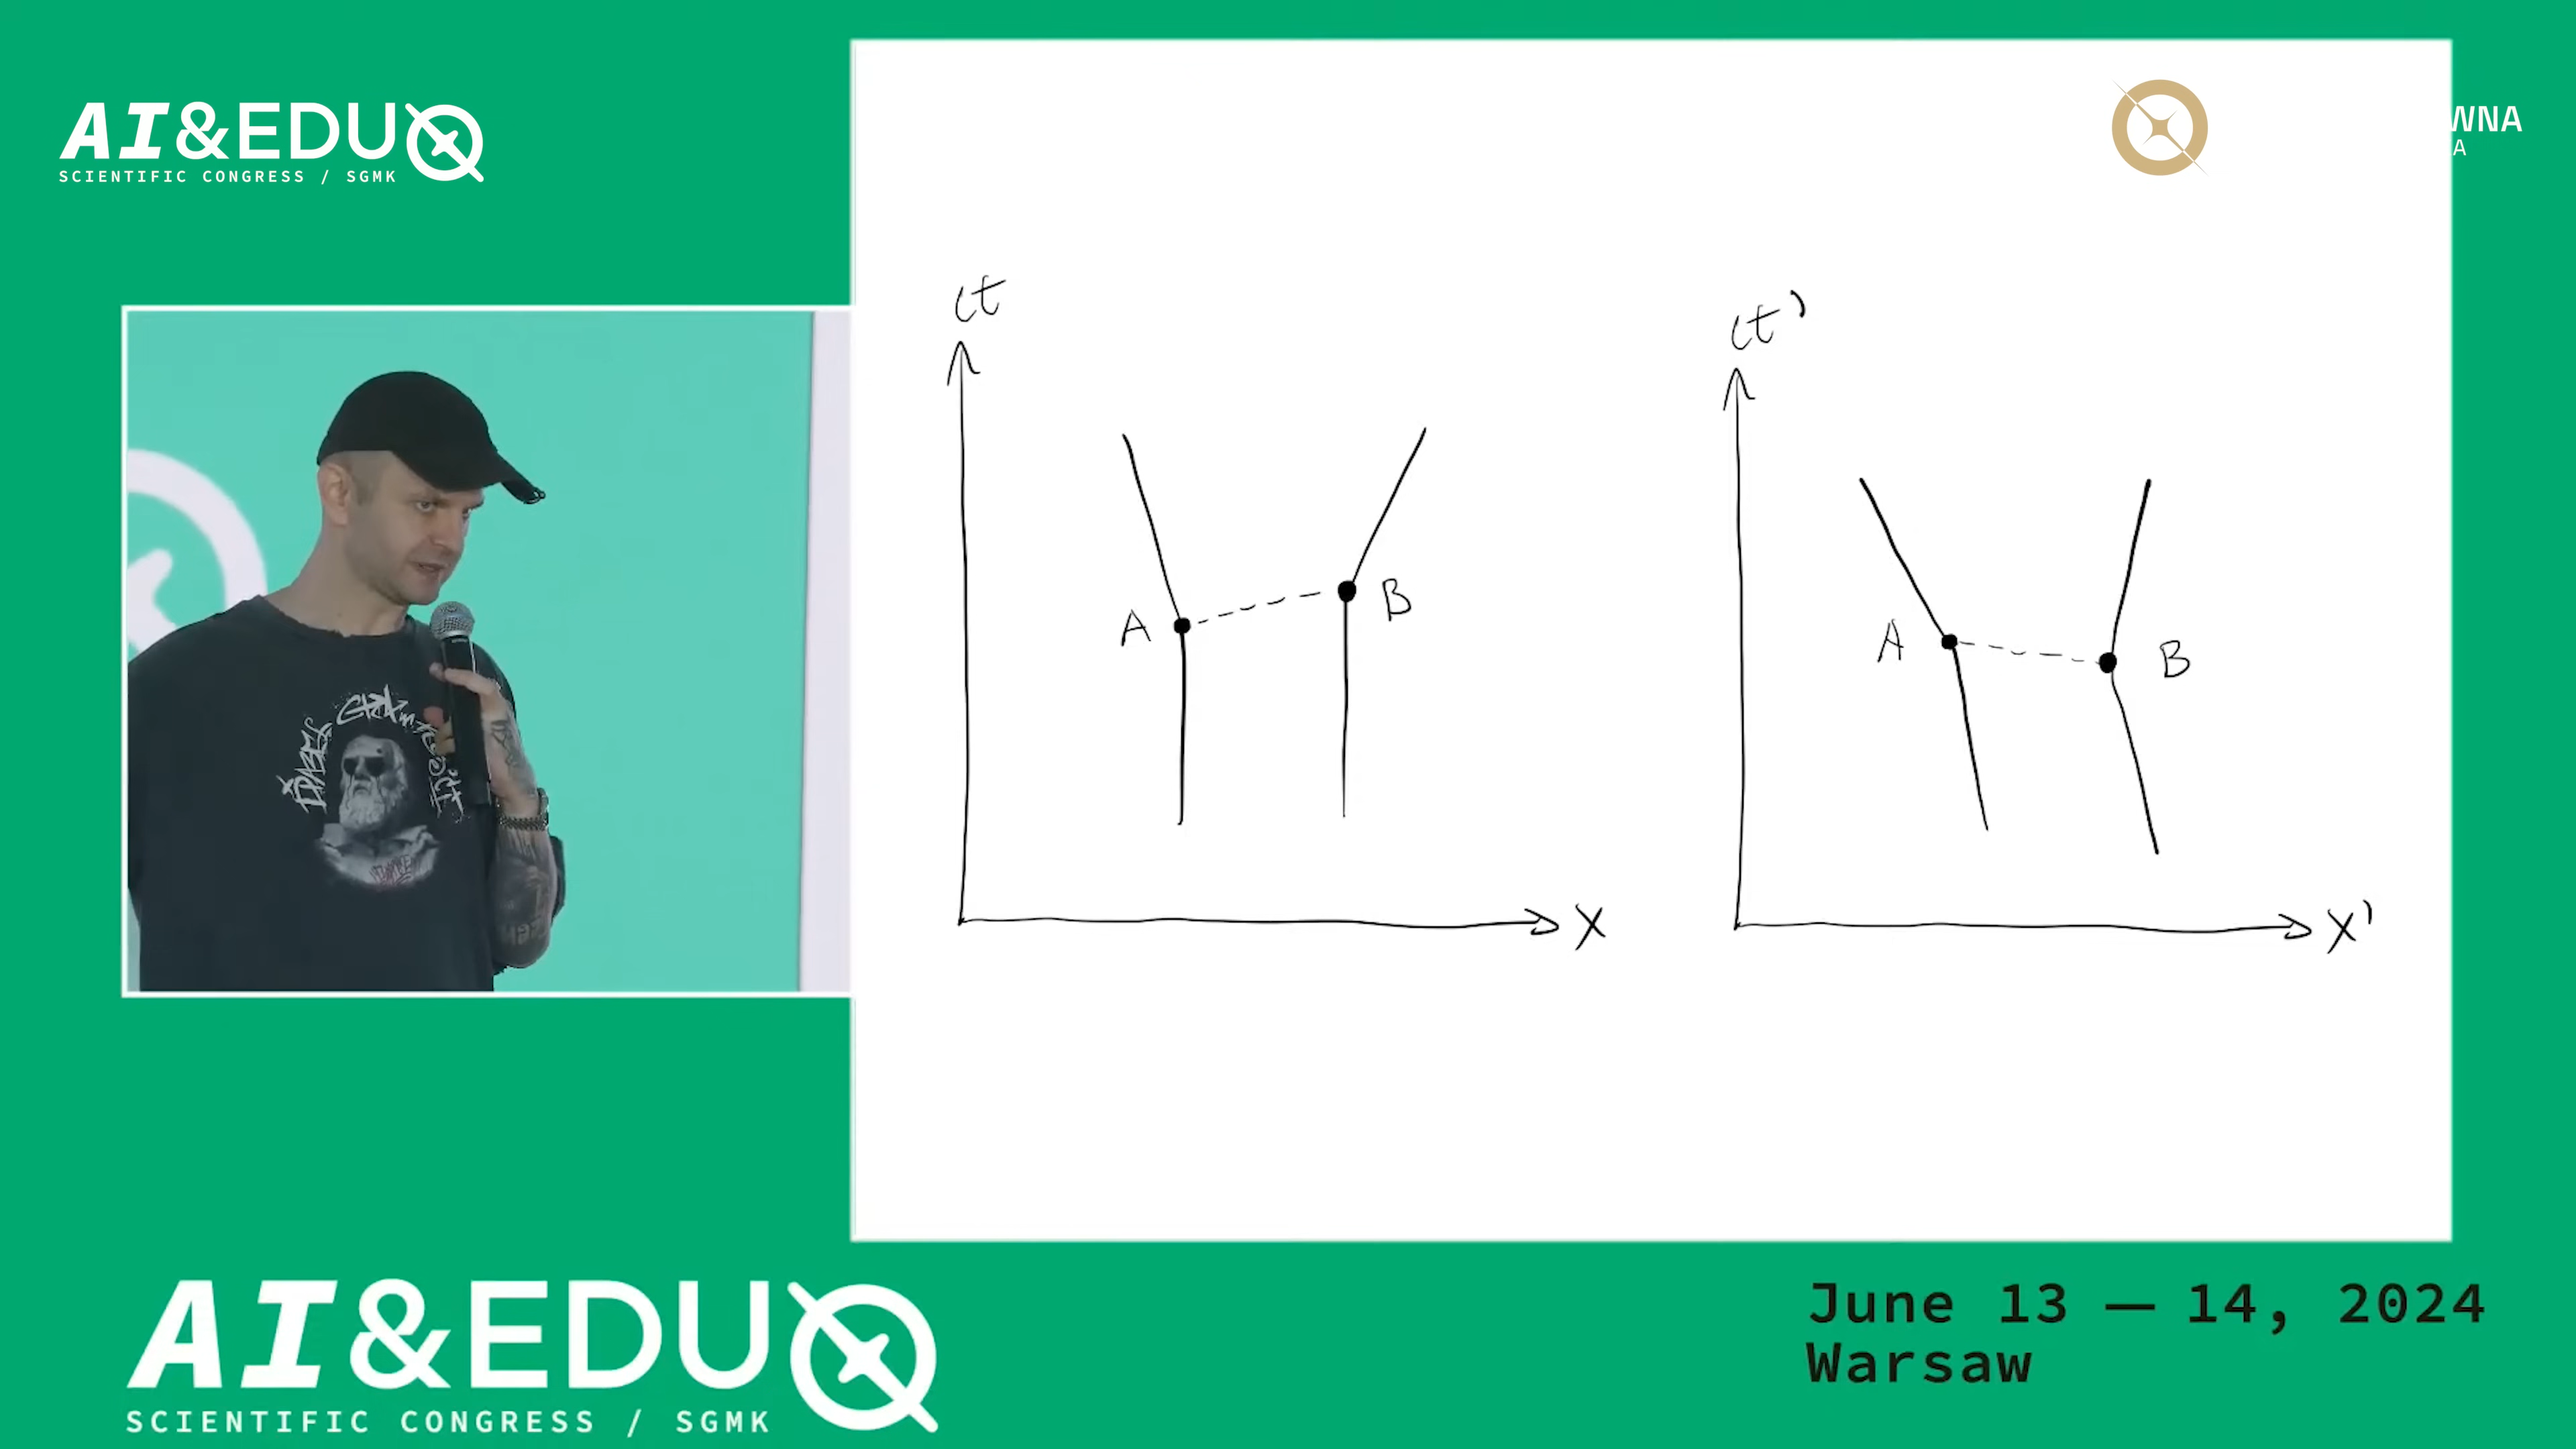 AI&EDU
SCIENTIFIC CONGRESS / SGMK
WNA
A
ct
A
B
x
ct'
A
B
x'
AI&EDU
SCIENTIFIC CONGRESS / SGMK
June 13 — 14, 2024
Warsaw